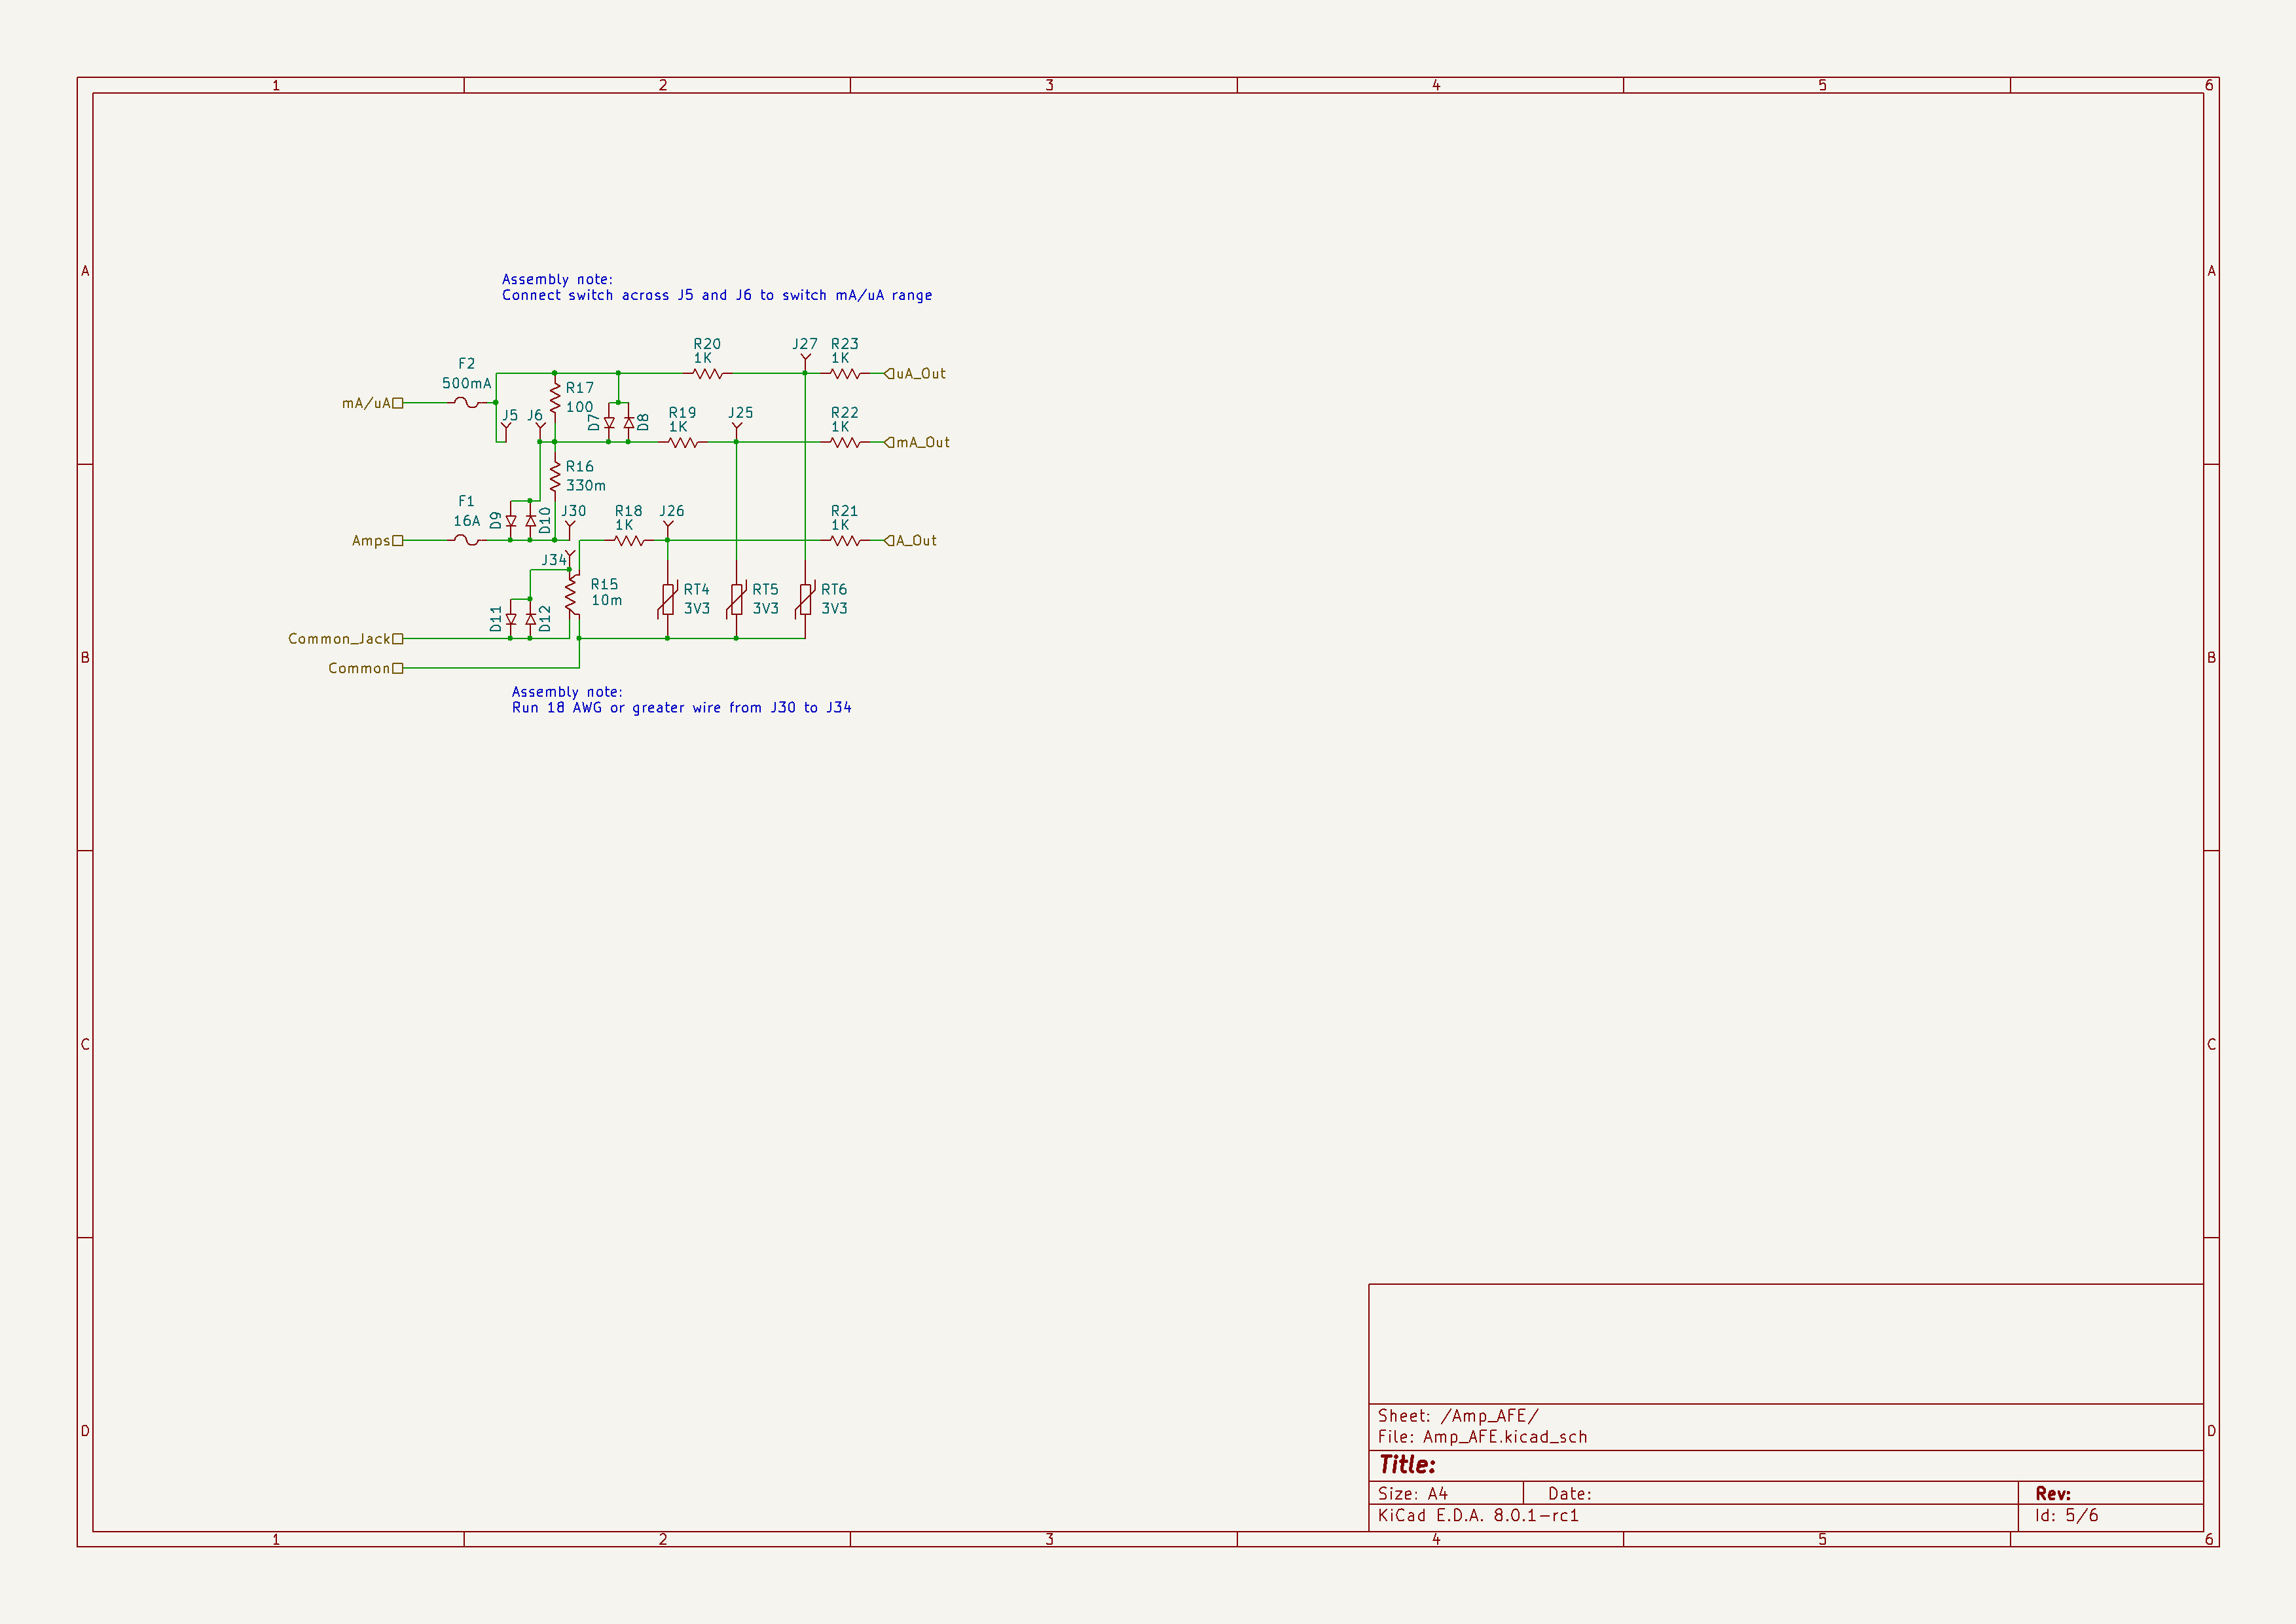 1 2 3 4 5 6
A A
Assembly note:
Connect switch across J5 and J6 to switch mA/uA range
R20 J27 R23
1K 1K
F2
500mA
uA_Out
R17
100
mA/uA
J5 J6
D7 D8
R19 J25 R22
1K 1K
mA_Out
R16
330m
F1
16A
D9 D10
J30 R18 J26 R21
1K 1K
Amps
A_Out
J34
R15
10m
RT4 RT5 RT6
3V3 3V3 3V3
D11 D12
Common_Jack
B B
Common
Assembly note:
Run 18 AWG or greater wire from J30 to J34
C C
Sheet: /Amp_AFE/
File: Amp_AFE.kicad_sch
D D
Title:
Size: A4 Date: Rev:
KiCad E.D.A. 8.0.1-rc1 Id: 5/6
1 2 3 4 5 6